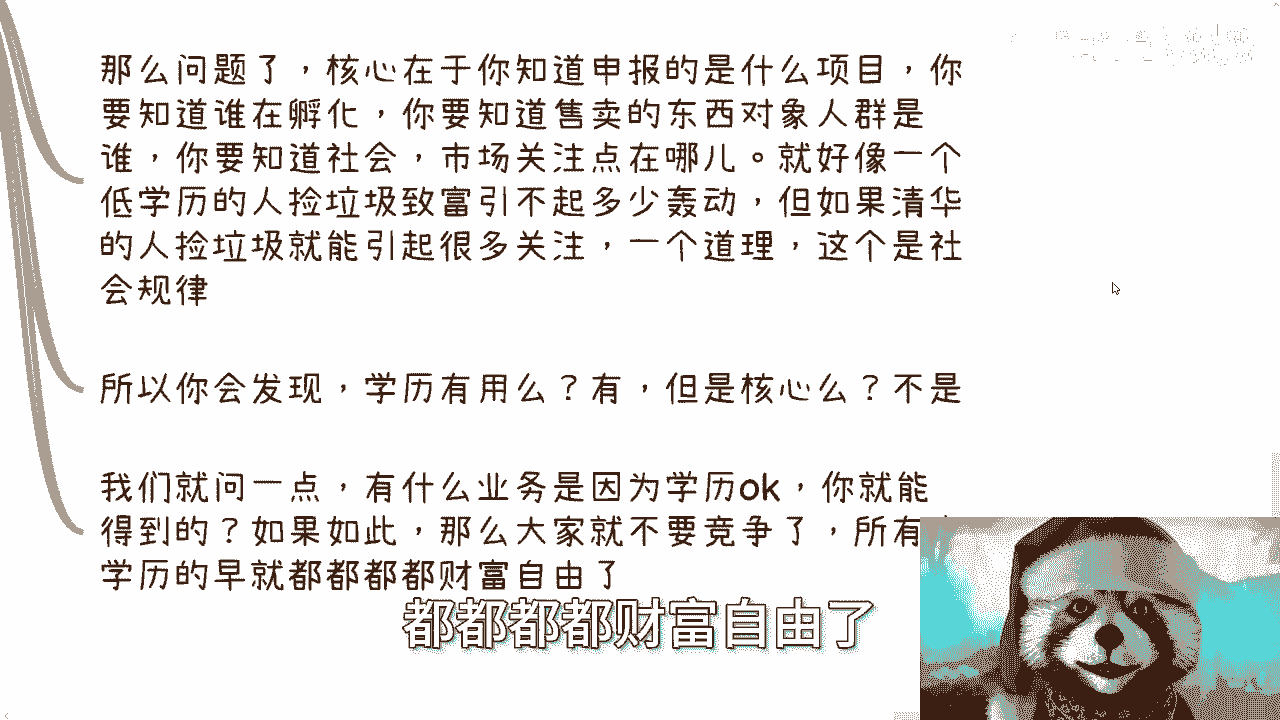 那么问题了，核心在于你知道申报的是什么项目，你
要知道谁在孵化，你要知道售卖的东西对象人群是
谁，你要知道社会，市场关注点在哪儿。就好像一个
低学历的人捡垃圾致富引不起多少轰动，但如果清华
的人捡垃圾就能引起很多关注，一个道理，这个是社
会规律
所以你会发现，学历有用么？有，但是核心么？不是
我们就问一点，有什么业务是因为学历ok，你就能
得到的？如果如此，那么大家就不要竞争了，所有
学历的早就都都都都财富自由了
都都都都财富自由了